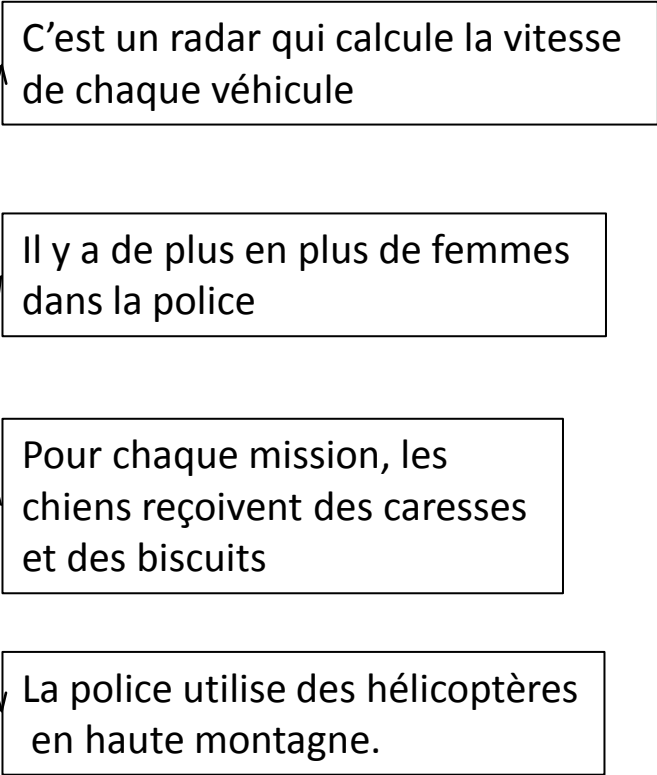 C’est un radar qui calcule la vitesse
de chaque véhicule
Il y a de plus en plus de femmes
dans la police
Pour chaque mission, les
chiens reçoivent des caresses
et des biscuits
La police utilise des hélicoptères
en haute montagne.